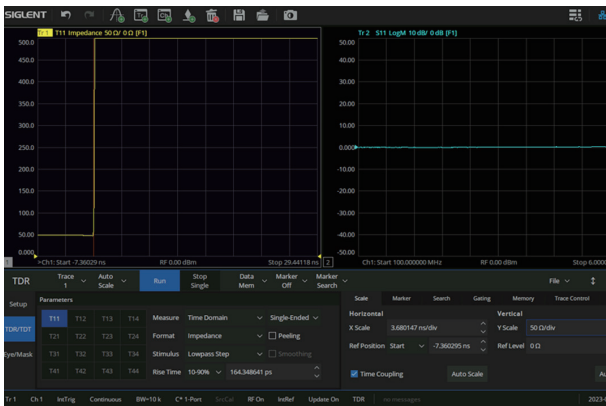 SIGLENT
Tr 1 T11 Impedance 50 Ω/ 0 Ω [F1]
500.0
450.0
400.0
350.0
300.0
250.0
200.0
150.0
100.0
50.00
0.000
1 >Ch1: Start -7.36029 ns RF 0.00 dBm Stop 29.44118 ns
Tr 2 S11 LogM 10 dB/ 0 dB [F1]
50.00
40.00
30.00
20.00
10.00
0.000
-10.00
-20.00
-30.00
-40.00
-50.00
2 Ch1: Start 100.000000 MHz RF 0.00 dBm Stop 6.0000
TDR Trace 1 Auto Scale Run Stop Single Data Mem Marker Off Marker Search File
Setup
TDR/TDT
Eye/Mask
Parameters
T11 T12 T13 T14 Measure Time Domain Single-Ended
T21 T22 T23 T24 Format Impedance Peeling
T31 T32 T33 T34 Stimulus Lowpass Step Smoothing
T41 T42 T43 T44 Rise Time 10-90% 164.348641 ps
Scale Marker Search Gating Memory Trace Control
Horizontal Vertical
X Scale 3.680147 ns/div Y Scale 50 Ω/div
Ref Position Start -7.360295 ns Ref Level 0 Ω
Time Coupling Auto Scale Au
Tr 1 Ch 1 IntTrig Continuous BW=10 k C* 1-Port SrcCal RF On IntRef Update On TDR no messages 2023-